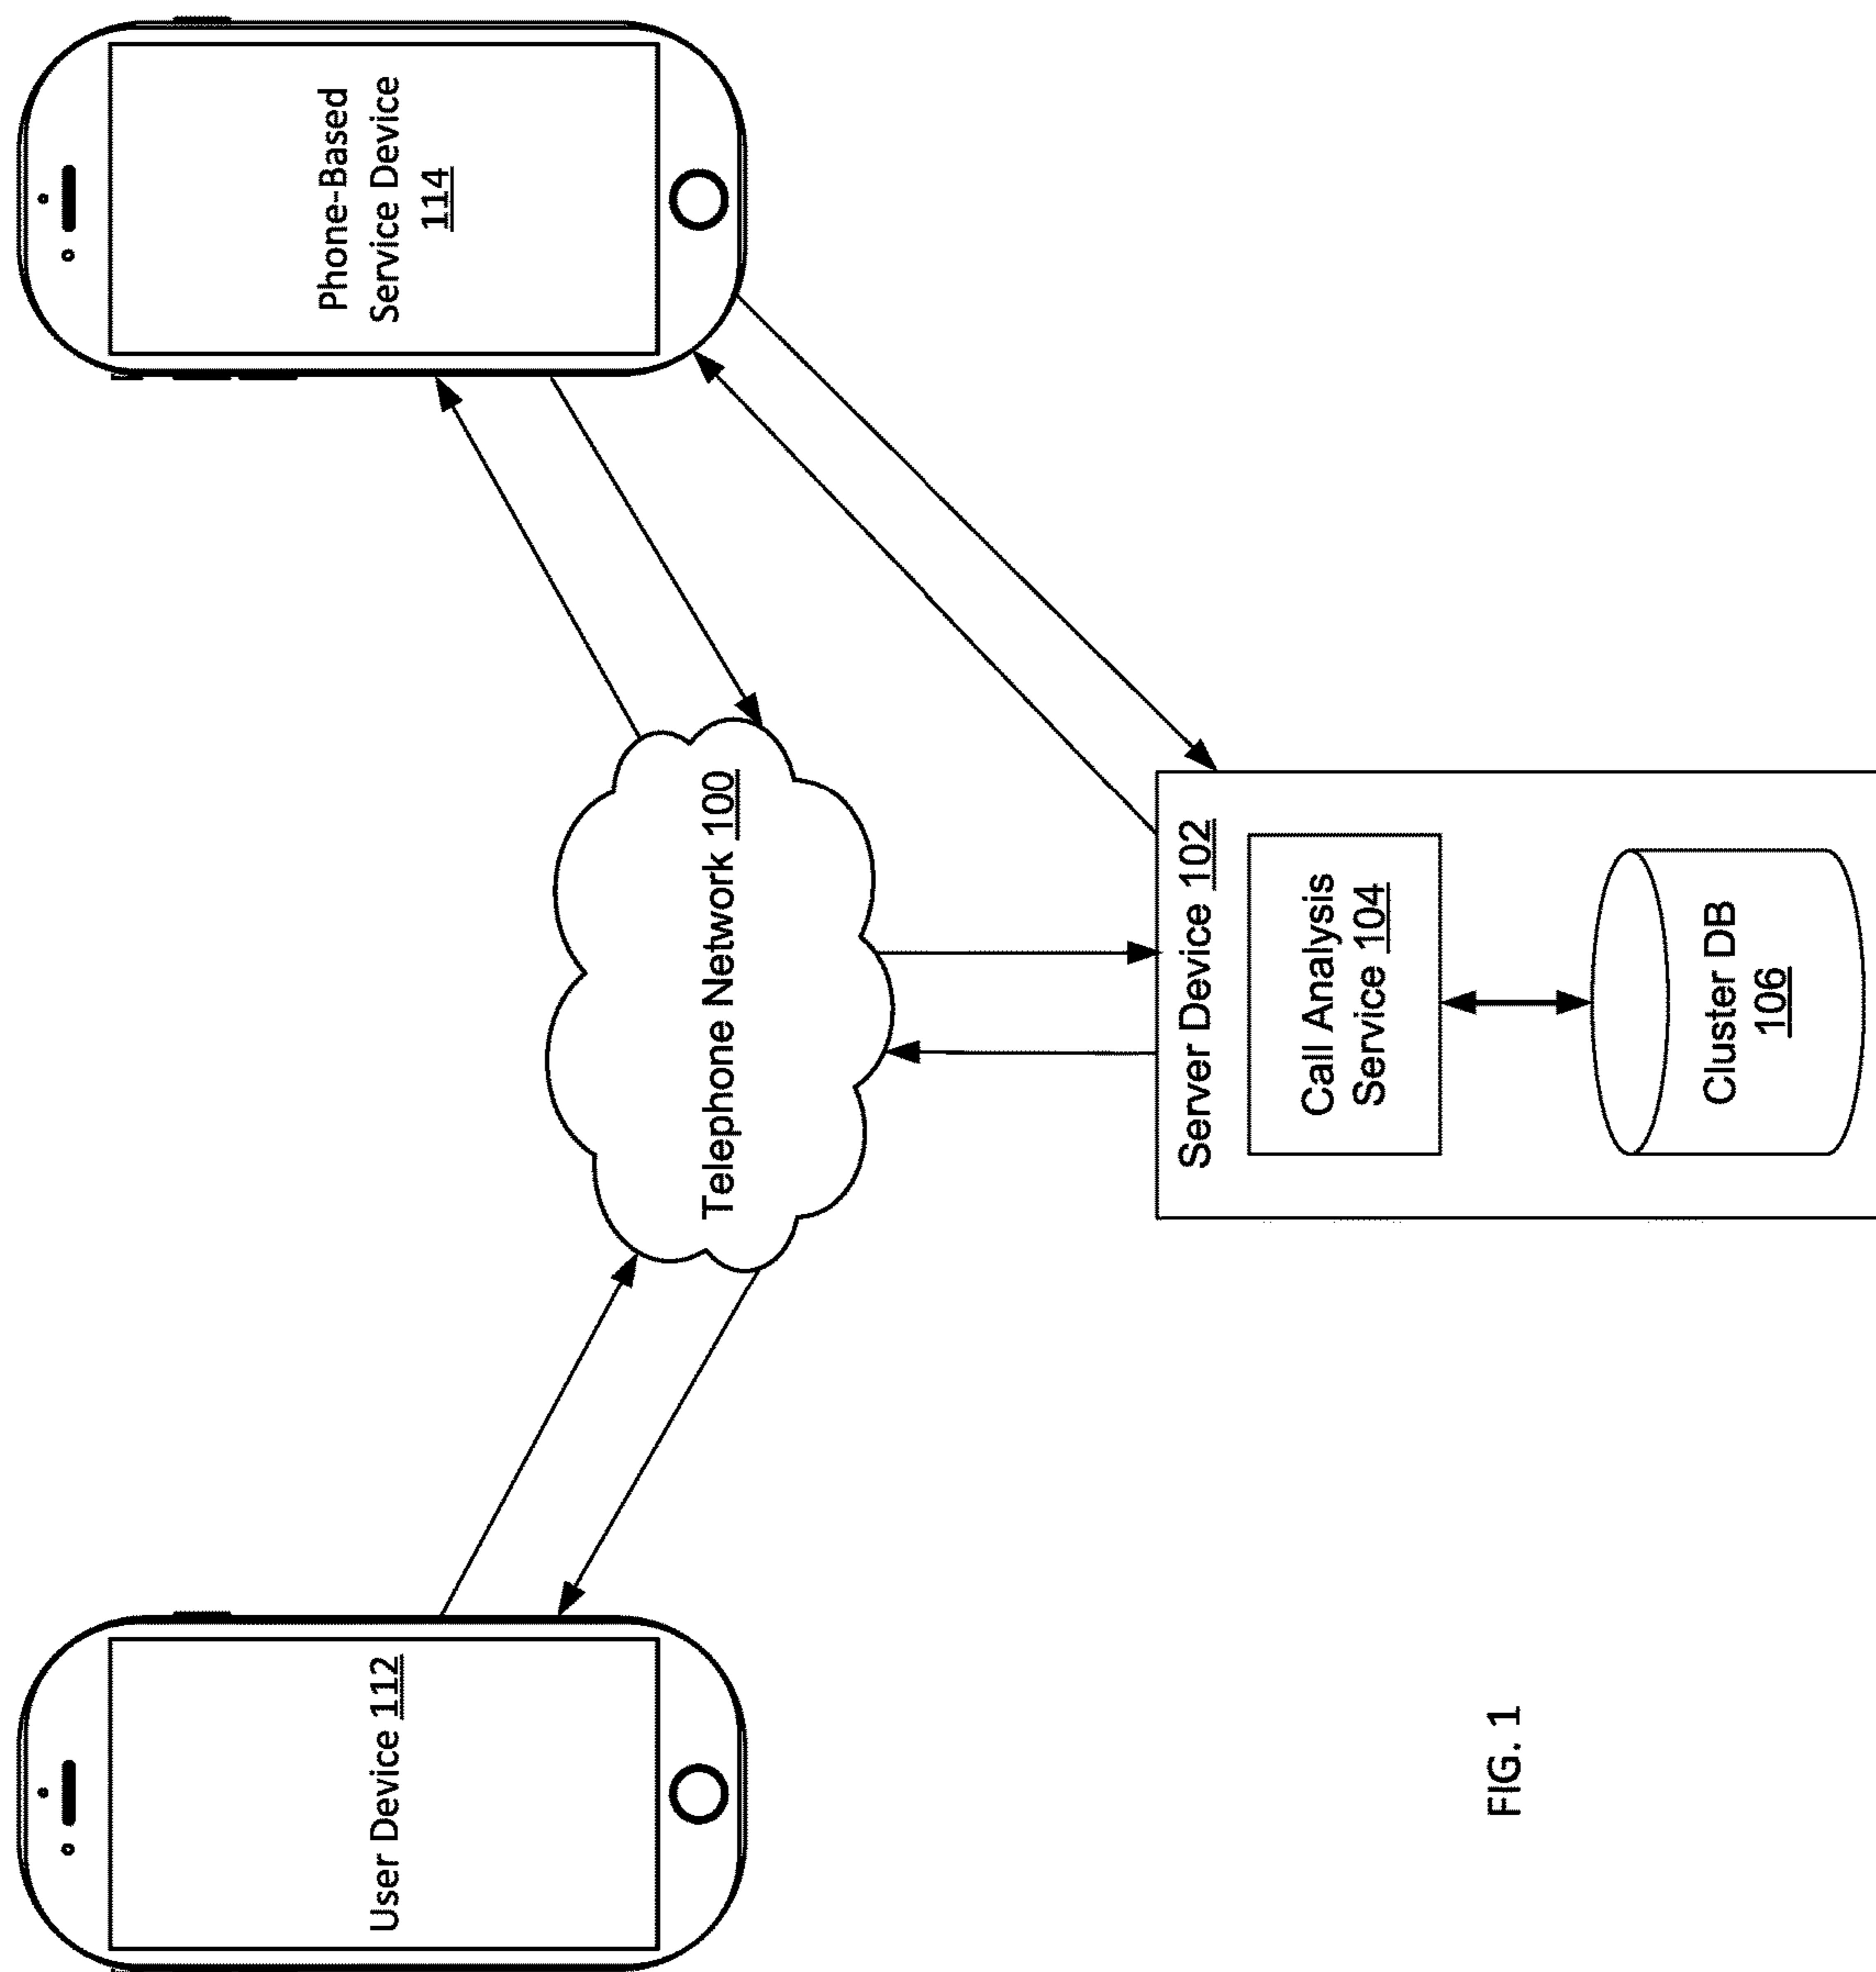 User Device 112
Telephone Network 100
Phone-Based
Service Device
114
Server Device 102
Call Analysis
Service 104
Cluster DB
106
FIG. 1